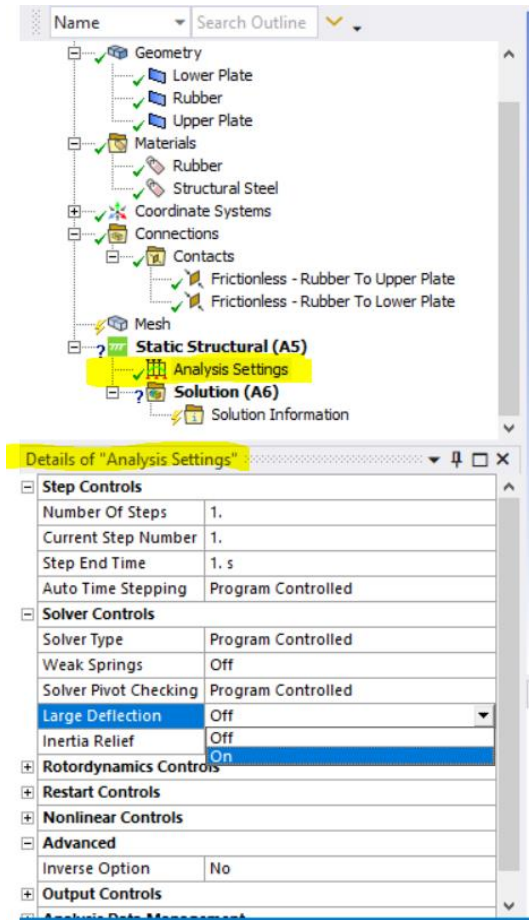 Name Search Outline
Geometry
Lower Plate
Rubber
Upper Plate
Materials
Rubber
Structural Steel
Coordinate Systems
Connections
Contacts
Frictionless - Rubber To Upper Plate
Frictionless - Rubber To Lower Plate
Mesh
Static Structural (A5)
Analysis Settings
Solution (A6)
Solution Information
Details of "Analysis Settings"
Step Controls
Number Of Steps 1.
Current Step Number 1.
Step End Time 1. s
Auto Time Stepping Program Controlled
Solver Controls
Solver Type Program Controlled
Weak Springs Off
Solver Pivot Checking Program Controlled
Large Deflection Off
Inertia Relief Off
On
Rotordynamics Controls
Restart Controls
Nonlinear Controls
Advanced
Inverse Option No
Output Controls
Analysis Data Management